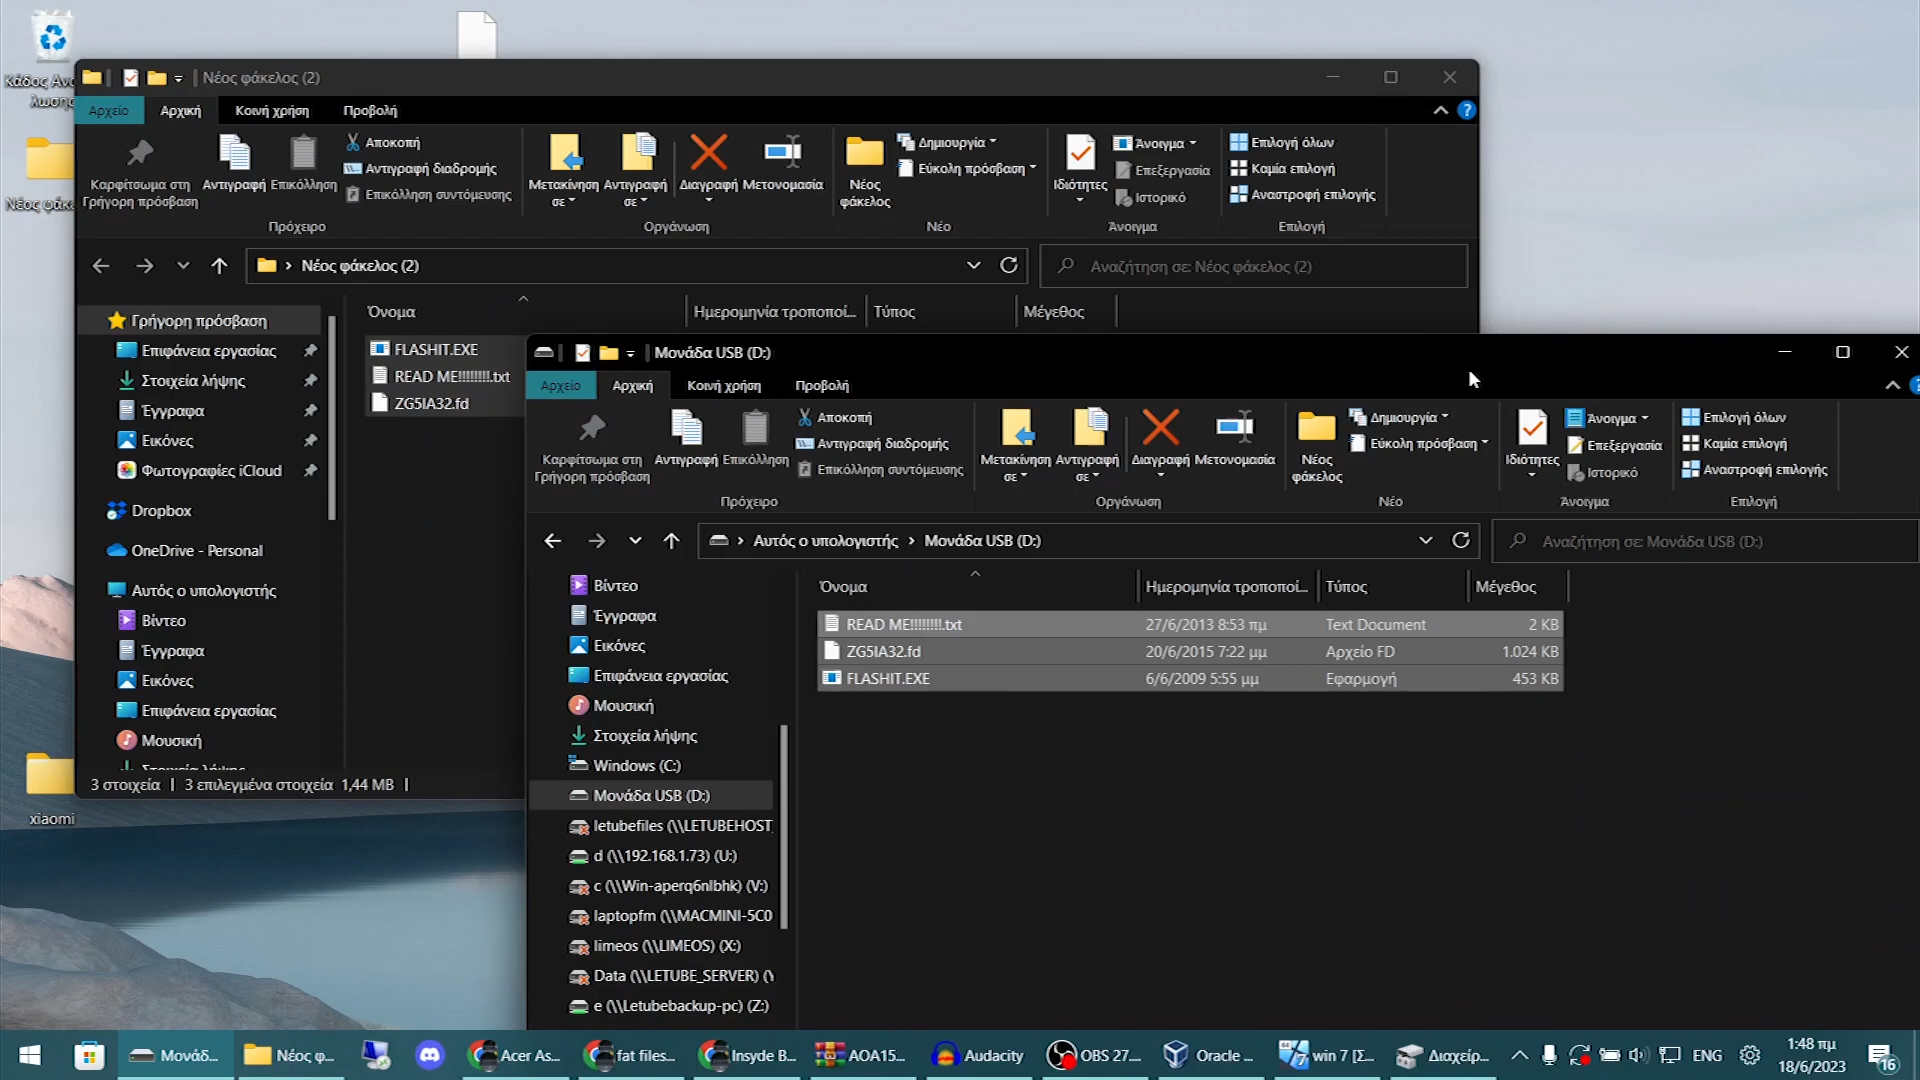 Κάδος Ανα
λωσης
Νέος φάκε
xiaomi
Νέος φάκελος (2)
Αρχείο
Αρχική
Κοινή χρήση
Προβολή
Καρφίτσωμα στη
Γρήγορη πρόσβαση
Αντιγραφή
Επικόλληση
Αποκοπή
Αντιγραφή διαδρομής
Επικόλληση συντόμευσης
Πρόχειρο
Μετακίνηση
σε
Αντιγραφή
σε
Διαγραφή
Μετονομασία
Οργάνωση
Νέος
φάκελος
Δημιουργία
Εύκολη πρόσβαση
Νέο
Ιδιότητες
Άνοιγμα
Επεξεργασία
Ιστορικό
Άνοιγμα
Επιλογή όλων
Καμία επιλογή
Αναστροφή επιλογής
Επιλογή
Νέος φάκελος (2)
Αναζήτηση σε: Νέος φάκελος (2)
Όνομα
Ημερομηνία τροποποί...
Τύπος
Μέγεθος
Γρήγορη πρόσβαση
Επιφάνεια εργασίας
Στοιχεία λήψης
Έγγραφα
Εικόνες
Φωτογραφίες iCloud
Dropbox
OneDrive - Personal
Αυτός ο υπολογιστής
Βίντεο
Έγγραφα
Εικόνες
Επιφάνεια εργασίας
Μουσική
Στοιχεία λήψης
FLASHIT.EXE
READ ME!!!!!!!!.txt
ZG5IA32.fd
3 στοιχεία
3 επιλεγμένα στοιχεία 1,44 MB
Μονάδα USB (D:)
Αρχείο
Αρχική
Κοινή χρήση
Προβολή
Καρφίτσωμα στη
Γρήγορη πρόσβαση
Αντιγραφή
Επικόλληση
Αποκοπή
Αντιγραφή διαδρομής
Επικόλληση συντόμευσης
Πρόχειρο
Μετακίνηση
σε
Αντιγραφή
σε
Διαγραφή
Μετονομασία
Οργάνωση
Νέος
φάκελος
Δημιουργία
Εύκολη πρόσβαση
Νέο
Ιδιότητες
Άνοιγμα
Επεξεργασία
Ιστορικό
Άνοιγμα
Επιλογή όλων
Καμία επιλογή
Αναστροφή επιλογής
Επιλογή
Αυτός ο υπολογιστής › Μονάδα USB (D:)
Αναζήτηση σε: Μονάδα USB (D:)
Βίντεο
Έγγραφα
Εικόνες
Επιφάνεια εργασίας
Μουσική
Στοιχεία λήψης
Windows (C:)
Μονάδα USB (D:)
letubefiles (\\LETUBEHOST
d (\\192.168.1.73) (U:)
c (\\Win-aperq6nlbhk) (V:)
laptopfm (\\MACMINI-5C0
limeos (\\LIMEOS) (X:)
Data (\\LETUBE_SERVER) (Y
e (\\Letubebackup-pc) (Z:)
Όνομα
Ημερομηνία τροποποί...
Τύπος
Μέγεθος
READ ME!!!!!!!!.txt 27/6/2013 8:53 πμ Text Document 2 KB
ZG5IA32.fd 20/6/2015 7:22 μμ Αρχείο FD 1.024 KB
FLASHIT.EXE 6/6/2009 5:55 μμ Εφαρμογή 453 KB
Μονάδ...
Νέος φ...
Acer As...
fat files...
Insyde B...
AOA15...
Audacity
OBS 27...
Oracle ...
win 7 [Σ...
Διαχείρ...
ENG
1:48 πμ
18/6/2023
16